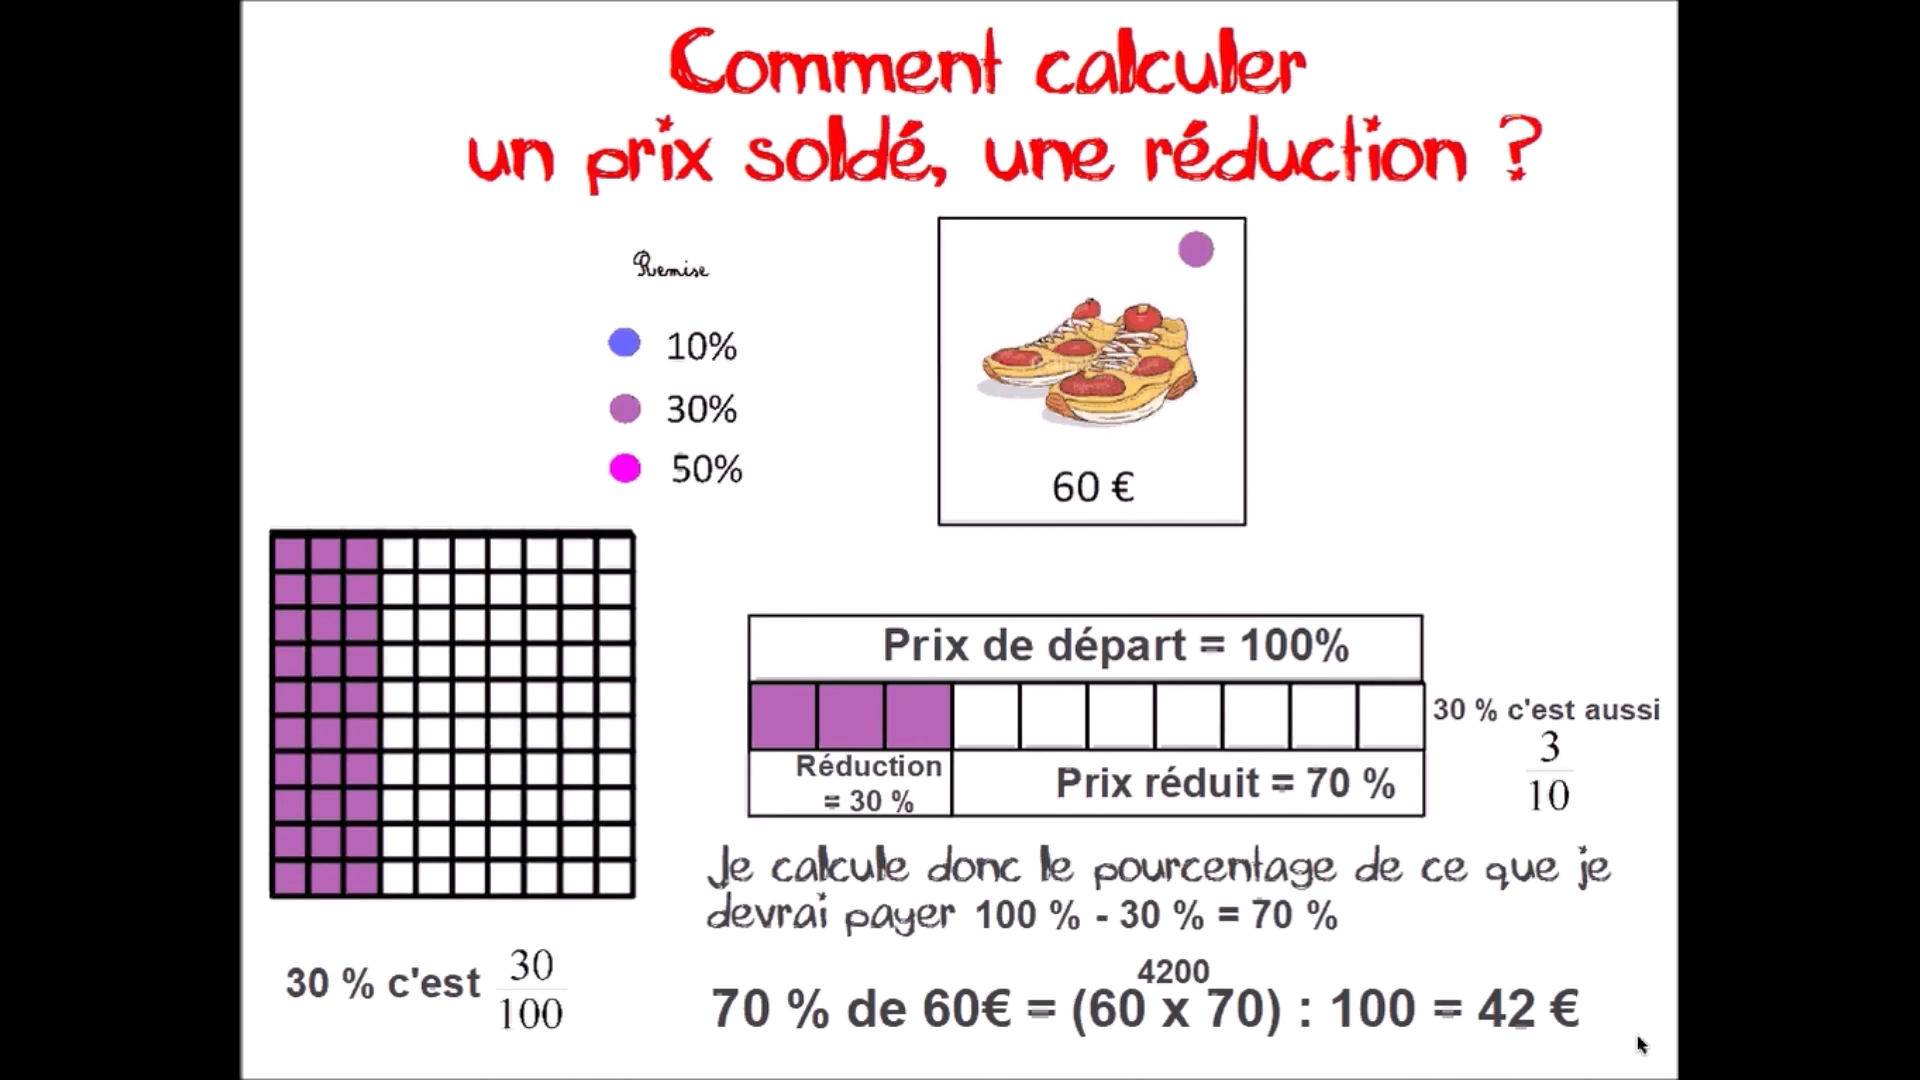 Comment calculer
un prix soldé, une réduction ?
Remise
10%
30%
50%
60 €
Prix de départ = 100%
30 % c'est aussi
3
10
Réduction
= 30 %
Prix réduit = 70 %
Je calcule donc le pourcentage de ce que je
devrai payer 100 % - 30 % = 70 %
30 % c'est 30
100
4200
70 % de 60€ = (60 x 70) : 100 = 42 €